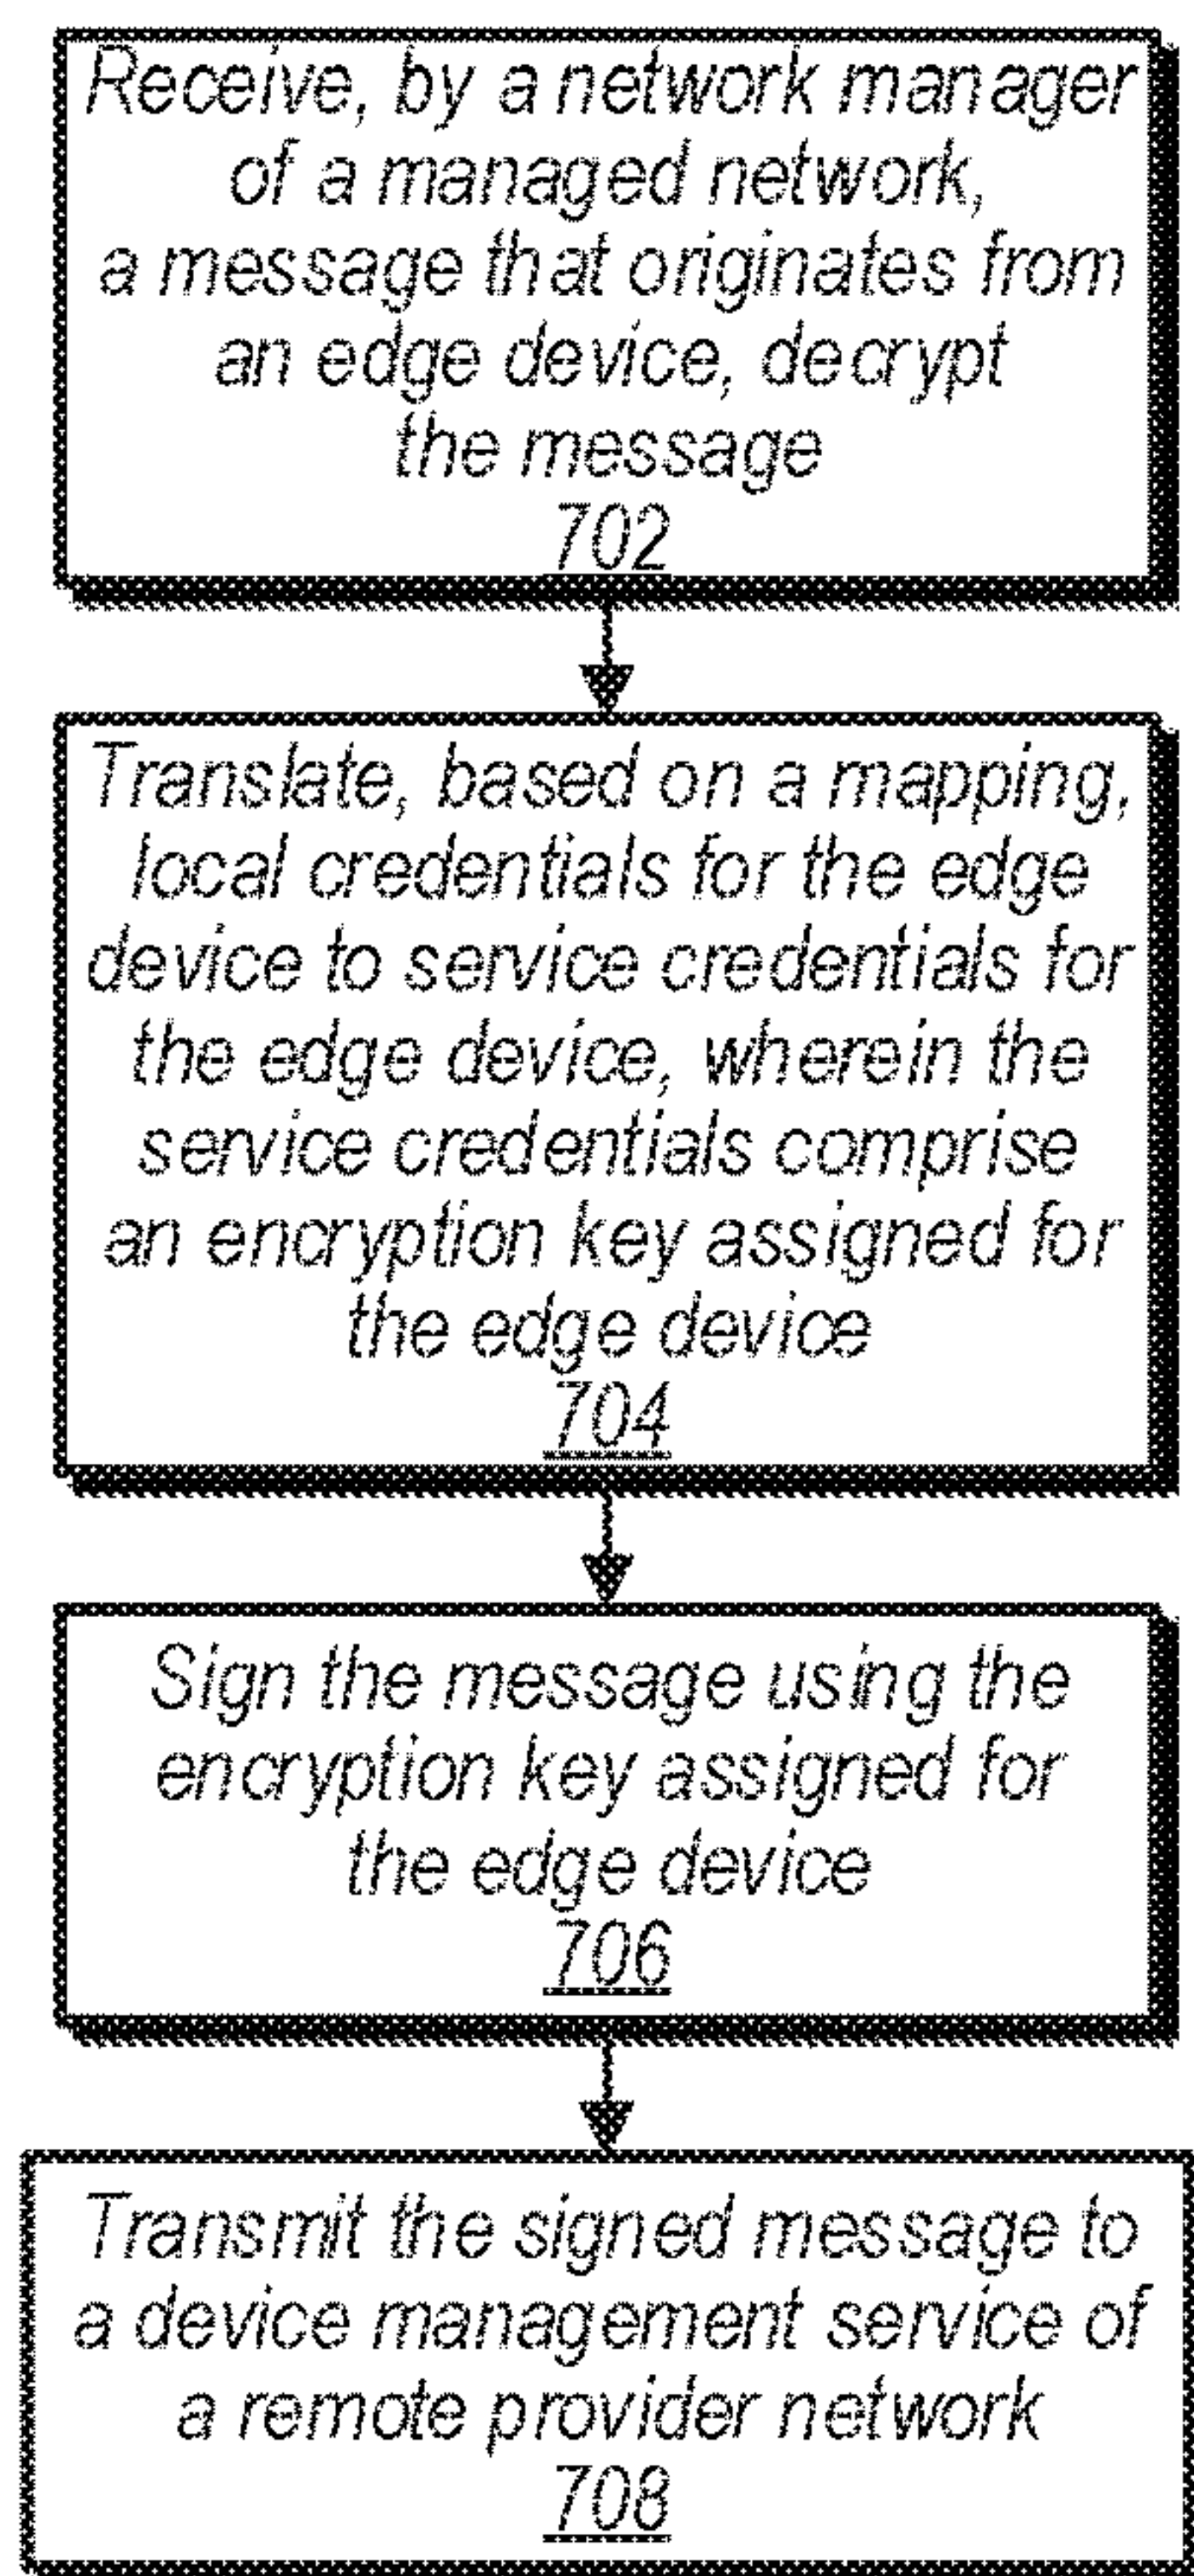 Receive, by a network manager
of a managed network,
a message that originates from
an edge device, decrypt
the message
702
Translate, based on a mapping,
local credentials for the edge
device to service credentials for
the edge device, wherein the
service credentials comprise
an encryption key assigned for
the edge device
704
Sign the message using the
encryption key assigned for
the edge device
706
Transmit the signed message to
a device management service of
a remote provider network
708